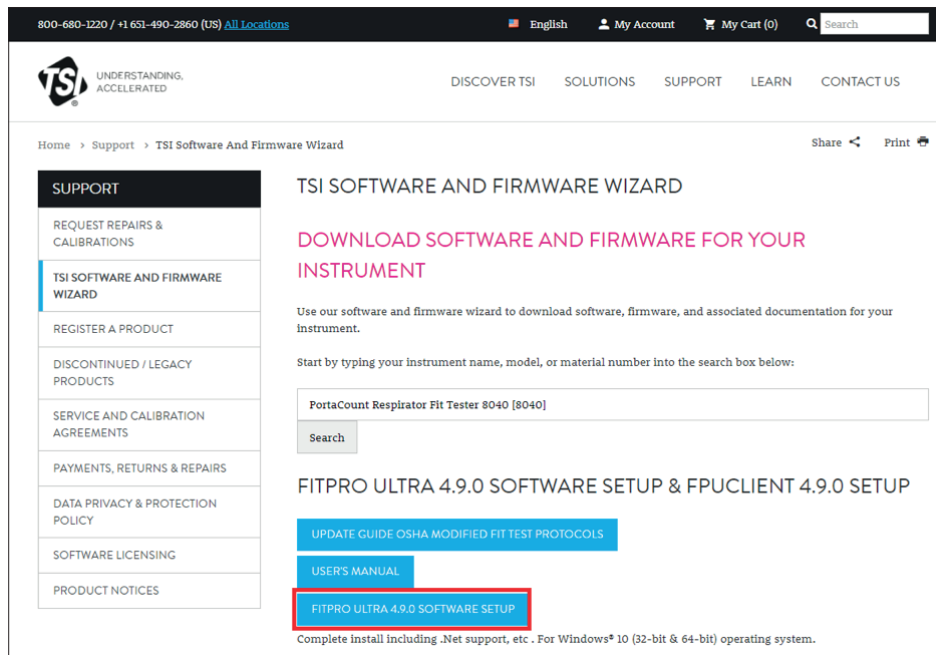 800-680-1220 / +1 651-490-2860 (US) All Locations
English
My Account
My Cart (0)
Search
TSI
UNDERSTANDING,
ACCELERATED
DISCOVER TSI
SOLUTIONS
SUPPORT
LEARN
CONTACT US
Home > Support > TSI Software And Firmware Wizard
Share
Print
SUPPORT
REQUEST REPAIRS &
CALIBRATIONS
TSI SOFTWARE AND FIRMWARE
WIZARD
REGISTER A PRODUCT
DISCONTINUED / LEGACY
PRODUCTS
SERVICE AND CALIBRATION
AGREEMENTS
PAYMENTS, RETURNS & REPAIRS
DATA PRIVACY & PROTECTION
POLICY
SOFTWARE LICENSING
PRODUCT NOTICES
TSI SOFTWARE AND FIRMWARE WIZARD
DOWNLOAD SOFTWARE AND FIRMWARE FOR YOUR
INSTRUMENT
Use our software and firmware wizard to download software, firmware, and associated documentation for your
instrument.
Start by typing your instrument name, model, or material number into the search box below:
PortaCount Respirator Fit Tester 8040 [8040]
Search
FITPRO ULTRA 4.9.0 SOFTWARE SETUP & FPUCLIENT 4.9.0 SETUP
UPDATE GUIDE OSHA MODIFIED FIT TEST PROTOCOLS
USER'S MANUAL
FITPRO ULTRA 4.9.0 SOFTWARE SETUP
Complete install including .Net support, etc . For Windows® 10 (32-bit & 64-bit) operating system.